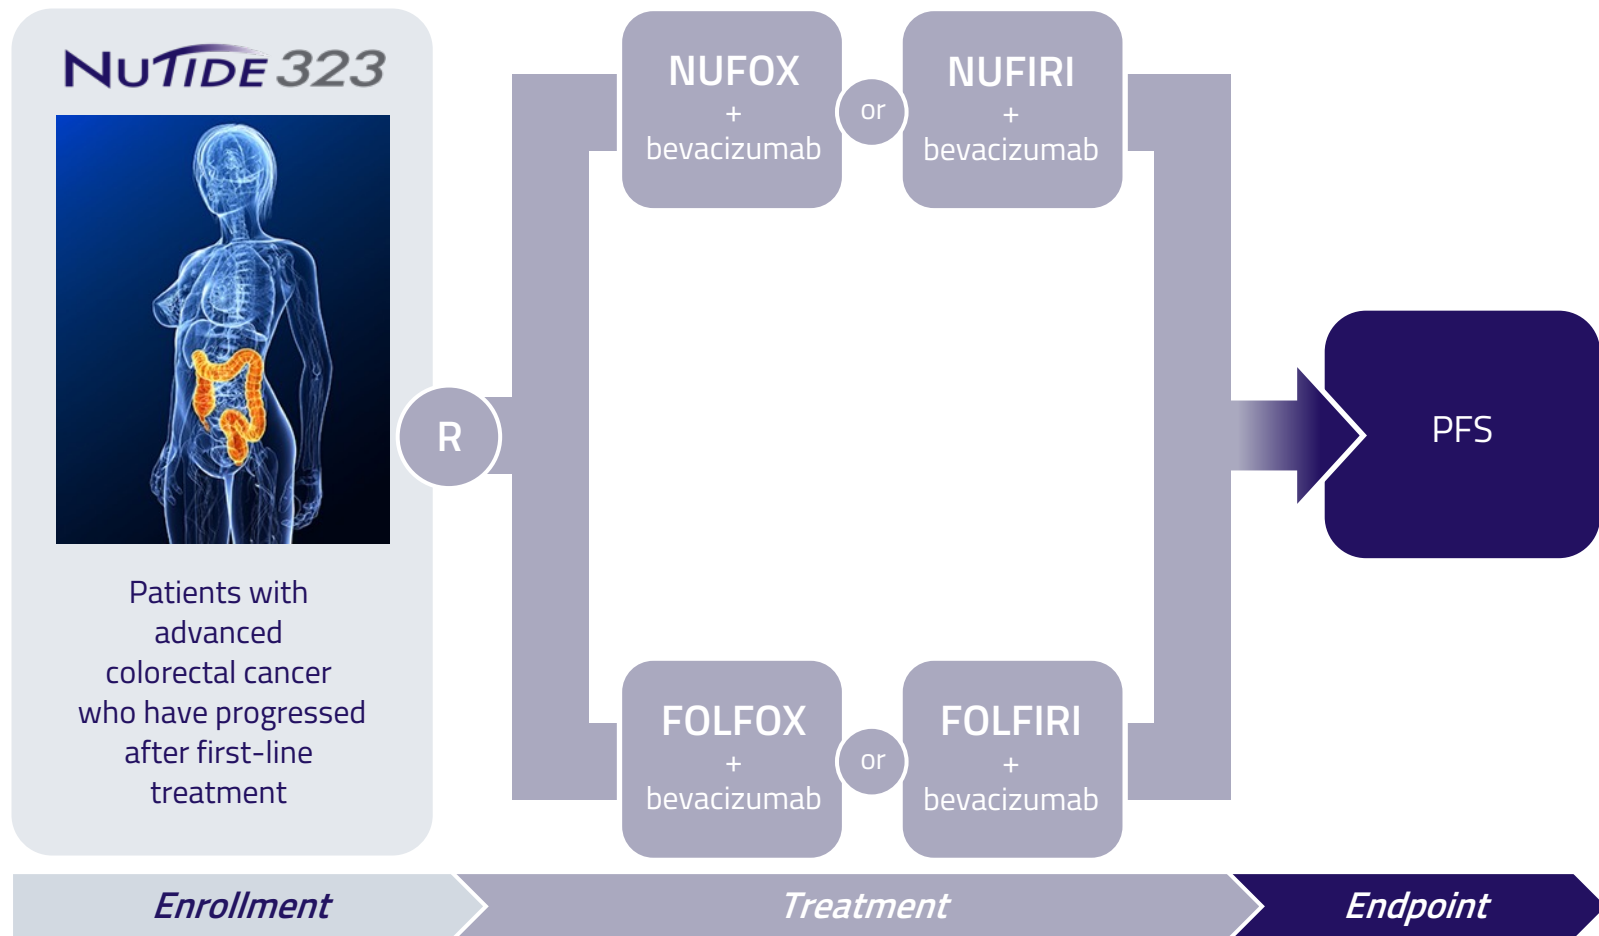 NUTIDE 323
Patients with
advanced
colorectal cancer
who have progressed
after first-line
treatment
R
NUFOX
+
bevacizumab
or
NUFIRI
+
bevacizumab
FOLFOX
+
bevacizumab
or
FOLFIRI
+
bevacizumab
PFS
Enrollment
Treatment
Endpoint